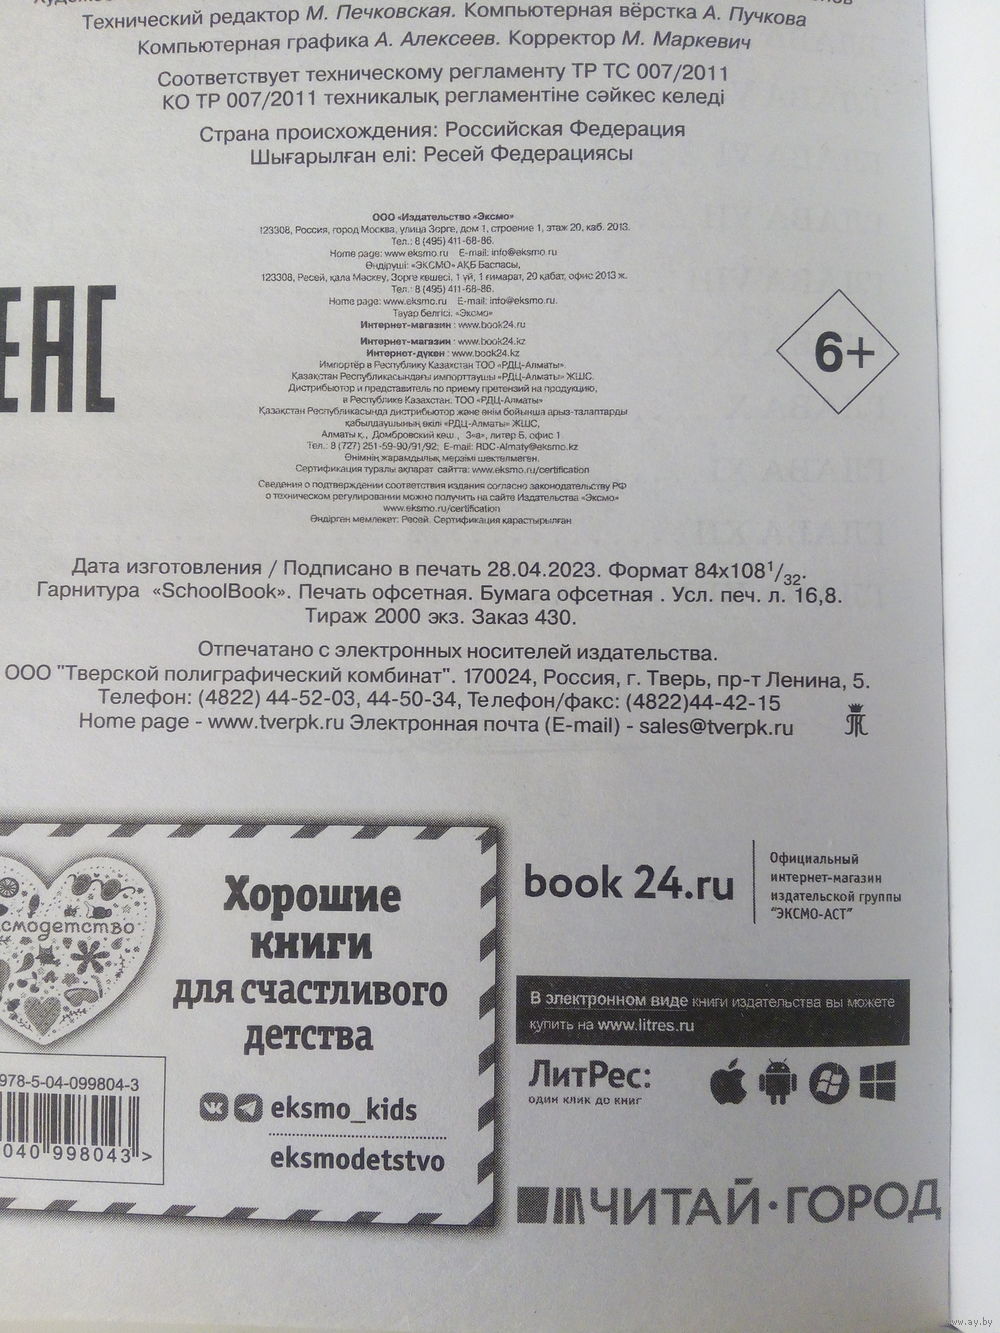 Технический редактор М. Печковская. Компьютерная вёрстка А. Пучкова
Компьютерная графика А. Алексеев. Корректор М. Маркевич
Соответствует техническому регламенту ТР ТС 007/2011
КО ТР 007/2011 техникалық регламентіне сәйкес келеді
Страна происхождения: Российская Федерация
Шығарылған елі: Ресей Федерациясы
ООО «Издательство «Эксмо»
123308, Россия, город Москва, улица Зорге, дом 1, строение 1, этаж 20, каб. 2013.
Тел.: 8 (495) 411-68-86.
Home page: www.eksmo.ru E-mail: info@eksmo.ru
Өндіруші: «ЭКСМО» АҚБ Баспасы,
123308, Ресей, қала Мәскеу, Зорге көшесі, 1 үй, 1 ғимарат, 20 қабат, офис 2013 ж.
Тел.: 8 (495) 411-68-86.
Home page: www.eksmo.ru E-mail: info@eksmo.ru.
Тауар белгісі: «Эксмо»
Интернет-магазин : www.book24.ru
Интернет-магазин : www.book24.kz
Интернет-дүкен : www.book24.kz
Импортёр в Республику Казахстан ТОО «РДЦ-Алматы».
Қазақстан Республикасындағы импорттаушы «РДЦ-Алматы» ЖШС.
Дистрибьютор и представитель по приему претензий на продукцию,
в Республике Казахстан: ТОО «РДЦ-Алматы»
Қазақстан Республикасында дистрибьютор және өнім бойынша арыз-талаптарды
қабылдаушының өкілі «РДЦ-Алматы» ЖШС,
Алматы қ., Домбровский көш., 3«а», литер Б, офис 1.
Тел.: 8 (727) 251-59-90/91/92; E-mail: RDC-Almaty@eksmo.kz
Өнімнің жарамдылық мерзімі шектелмеген.
Сертификация туралы ақпарат сайтта: www.eksmo.ru/certification
Сведения о подтверждении соответствия издания согласно законодательству РФ
о техническом регулировании можно получить на сайте Издательства «Эксмо»
www.eksmo.ru/certification
Өндірген мемлекет: Ресей. Сертификация қарастырылған
EAC
6+
Дата изготовления / Подписано в печать 28.04.2023. Формат 84x108¹/₃₂.
Гарнитура «SchoolBook». Печать офсетная. Бумага офсетная . Усл. печ. л. 16,8.
Тираж 2000 экз. Заказ 430.
Отпечатано с электронных носителей издательства.
ООО "Тверской полиграфический комбинат". 170024, Россия, г. Тверь, пр-т Ленина, 5.
Телефон: (4822) 44-52-03, 44-50-34, Телефон/факс: (4822)44-42-15
Home page - www.tverpk.ru Электронная почта (E-mail) - sales@tverpk.ru
смодетство
Хорошие
книги
для счастливого
детства
978-5-04-099804-3
040 998043 >
eksmo_kids
eksmodetstvo
book 24.ru
Официальный
интернет-магазин
издательской группы
"ЭКСМО-АСТ"
В электронном виде книги издательства вы можете
купить на www.litres.ru
ЛитРес:
один клик до книг
ЧИТАЙ·ГОРОД
www.ay.by